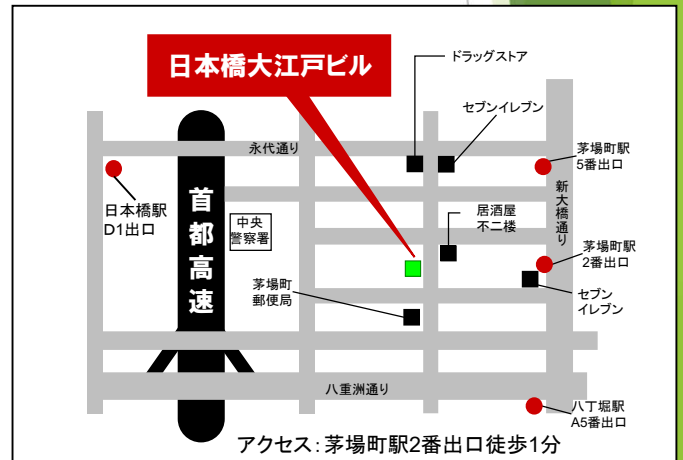 日本橋大江戸ビル
ドラッグストア
セブンイレブン
永代通り
茅場町駅
5番出口
日本橋駅
D1出口
首都高速
中央
警察署
居酒屋
不二楼
新大橋通り
茅場町駅
2番出口
茅場町
郵便局
セブン
イレブン
八重洲通り
八丁堀駅
A5番出口
アクセス:茅場町駅2番出口徒歩1分